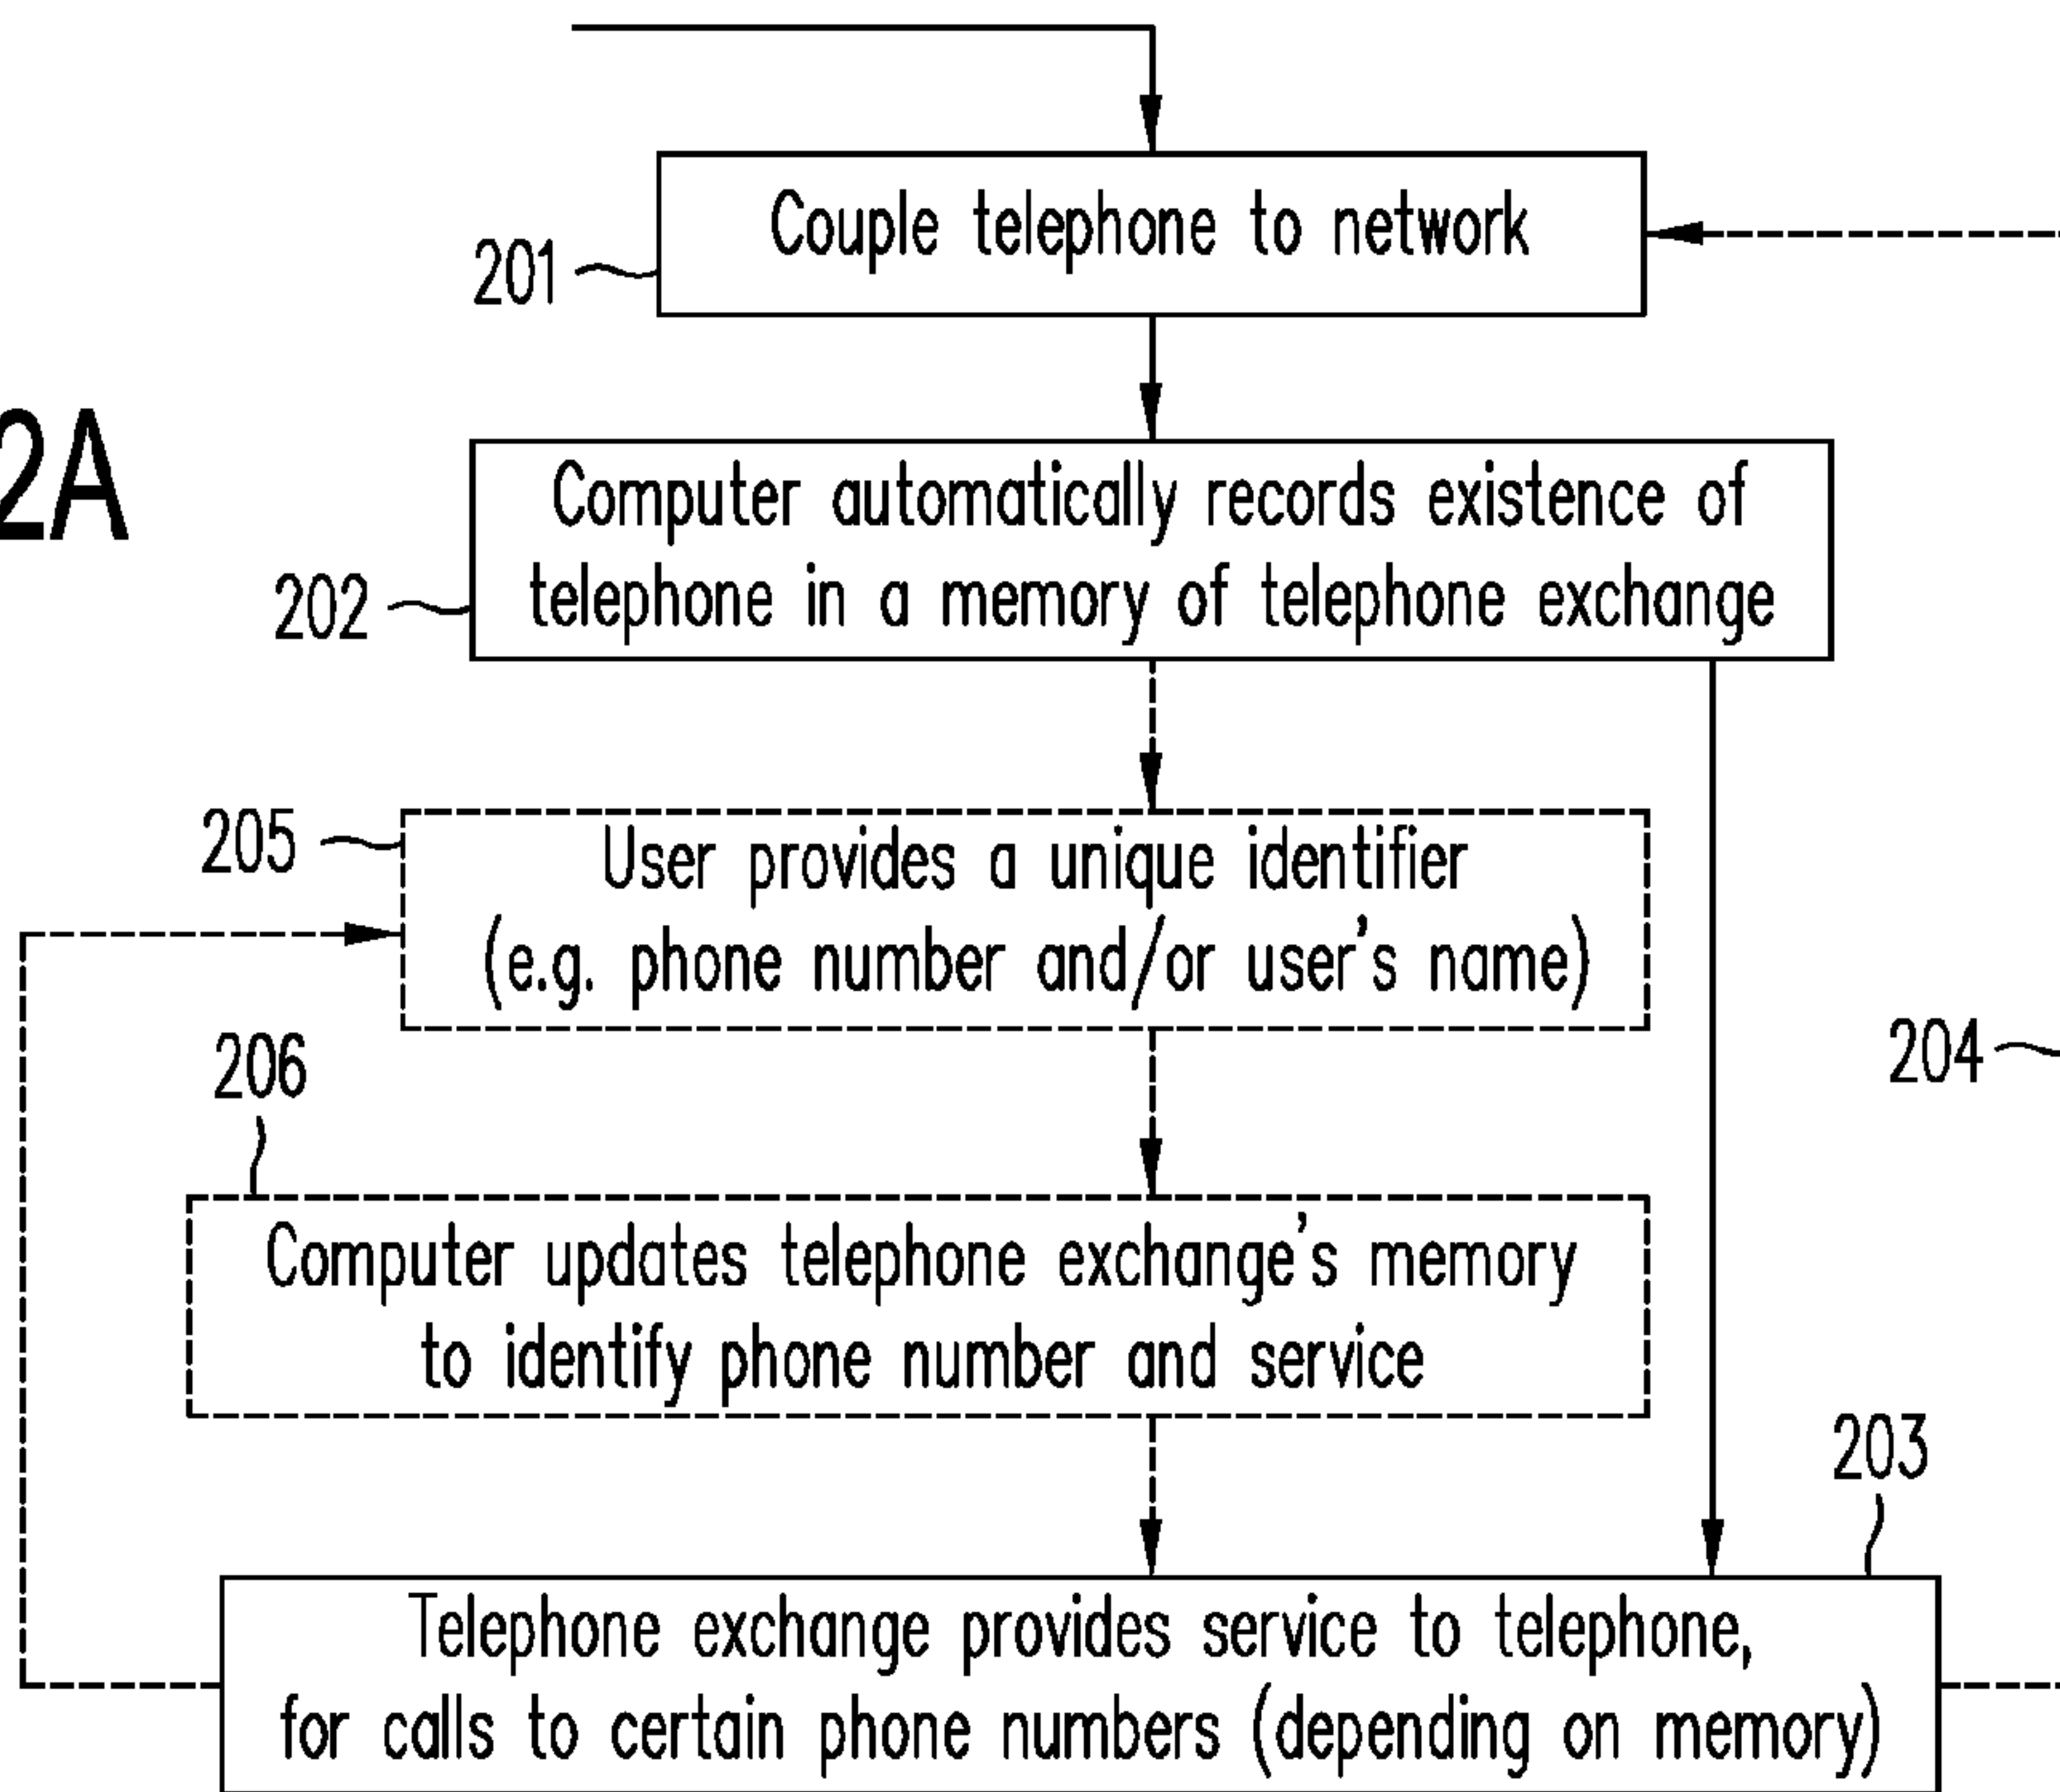 Couple telephone to network
201
2A
Computer automatically records existence of
telephone in a memory of telephone exchange
202
205
User provides a unique identifier
(e.g. phone number and/or user's name)
204
206
Computer updates telephone exchange's memory
to identify phone number and service
203
Telephone exchange provides service to telephone,
for calls to certain phone numbers (depending on memory)